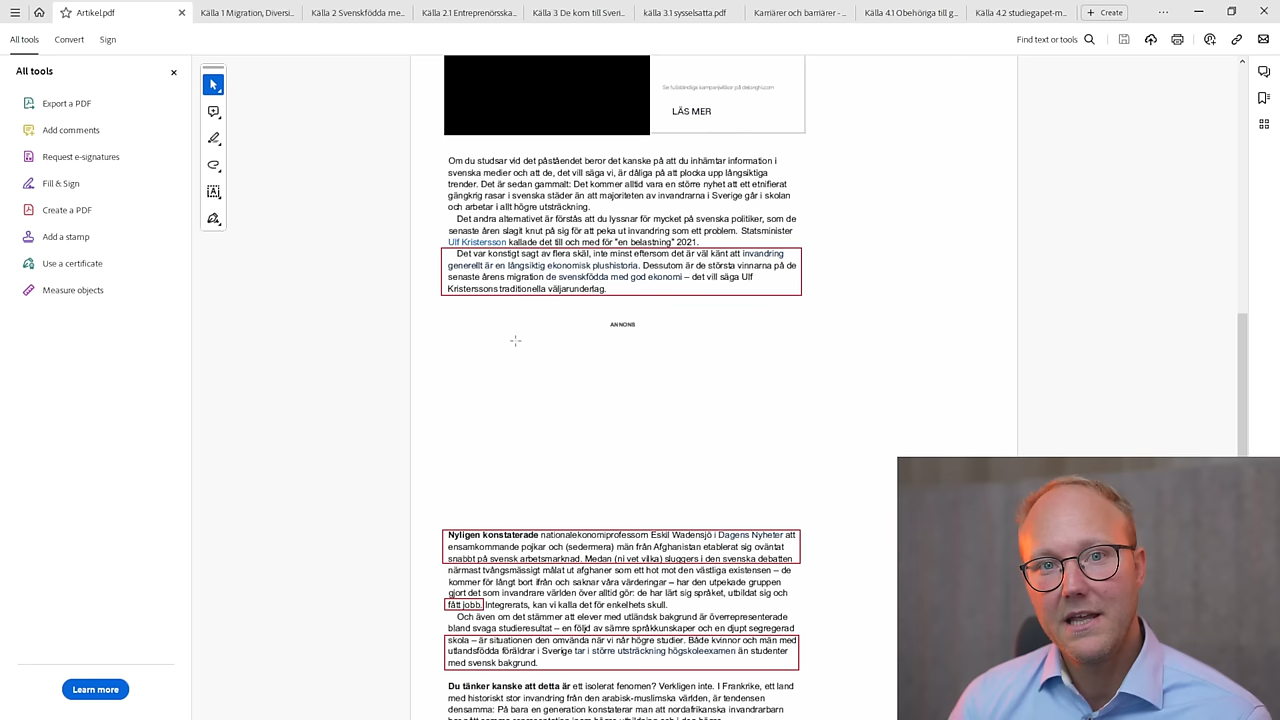 Artikel.pdf
Källa 1 Migration, Diversi...
Källa 2 Svenskfödda me...
Källa 2.1 Entreprenörsska...
Källa 3 De kom till Sveri...
källa 3.1 sysselsatta.pdf
Karriärer och barriärer - ...
Källa 4.1 Obehöriga till g...
Källa 4.2 studiegapet-m...
Create
All tools
Convert
Sign
Find text or tools
All tools
Export a PDF
Add comments
Request e-signatures
Fill & Sign
Create a PDF
Add a stamp
Use a certificate
Measure objects
Learn more
Se fullständiga kampanjvillkor på delonghi.com
LÄS MER
Om du studsar vid det påståendet beror det kanske på att du inhämtar information i
svenska medier och att de, det vill säga vi, är dåliga på att plocka upp långsiktiga
trender. Det är sedan gammalt: Det kommer alltid vara en större nyhet att ett etnifierat
gängkrig rasar i svenska städer än att majoriteten av invandrarna i Sverige går i skolan
och arbetar i allt högre utsträckning.
Det andra alternativet är förstås att du lyssnar för mycket på svenska politiker, som de
senaste åren slagit knut på sig för att peka ut invandring som ett problem. Statsminister
Ulf Kristersson kallade det till och med för "en belastning" 2021.
Det var konstigt sagt av flera skäl, inte minst eftersom det är väl känt att invandring
generellt är en långsiktig ekonomisk plushistoria. Dessutom är de största vinnarna på de
senaste årens migration de svenskfödda med god ekonomi – det vill säga Ulf
Kristerssons traditionella väljarunderlag.
ANNONS
Nyligen konstaterade nationalekonomiprofessorn Eskil Wadensjö i Dagens Nyheter att
ensamkommande pojkar och (sedermera) män från Afghanistan etablerat sig oväntat
snabbt på svensk arbetsmarknad. Medan (ni vet vilka) sluggers i den svenska debatten
närmast tvångsmässigt målat ut afghaner som ett hot mot den västliga existensen – de
kommer för långt bort ifrån och saknar våra värderingar – har den utpekade gruppen
gjort det som invandrare världen över alltid gör: de har lärt sig språket, utbildat sig och
fått jobb. Integrerats, kan vi kalla det för enkelhets skull.
Och även om det stämmer att elever med utländsk bakgrund är överrepresenterade
bland svaga studieresultat – en följd av sämre språkkunskaper och en djupt segregerad
skola – är situationen den omvända när vi når högre studier. Både kvinnor och män med
utlandsfödda föräldrar i Sverige tar i större utsträckning högskoleexamen än studenter
med svensk bakgrund.
Du tänker kanske att detta är ett isolerat fenomen? Verkligen inte. I Frankrike, ett land
med historiskt stor invandring från den arabisk-muslimska världen, är tendensen
densamma: På bara en generation konstaterar man att nordafrikanska invandrarbarn